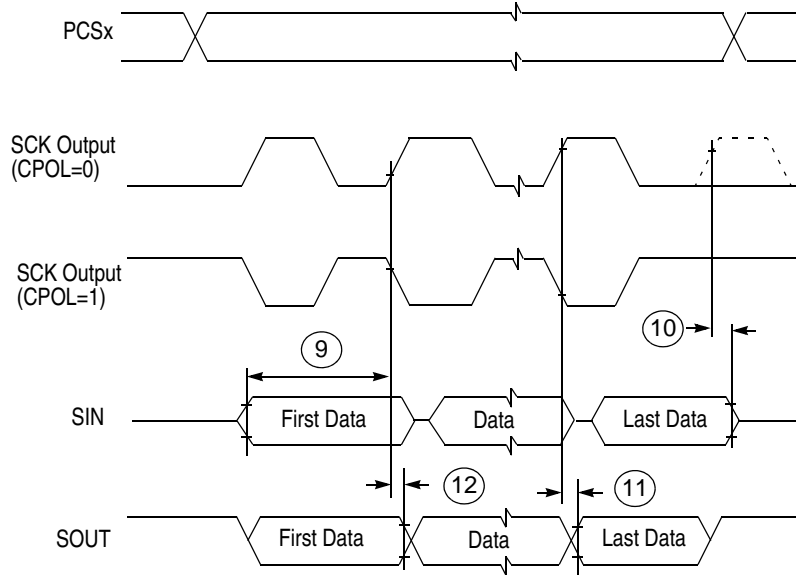 PCSx
SCK Output
(CPOL=0)
SCK Output
(CPOL=1)
10
9
SIN
First Data
Data
Last Data
12
11
SOUT
First Data
Data
Last Data